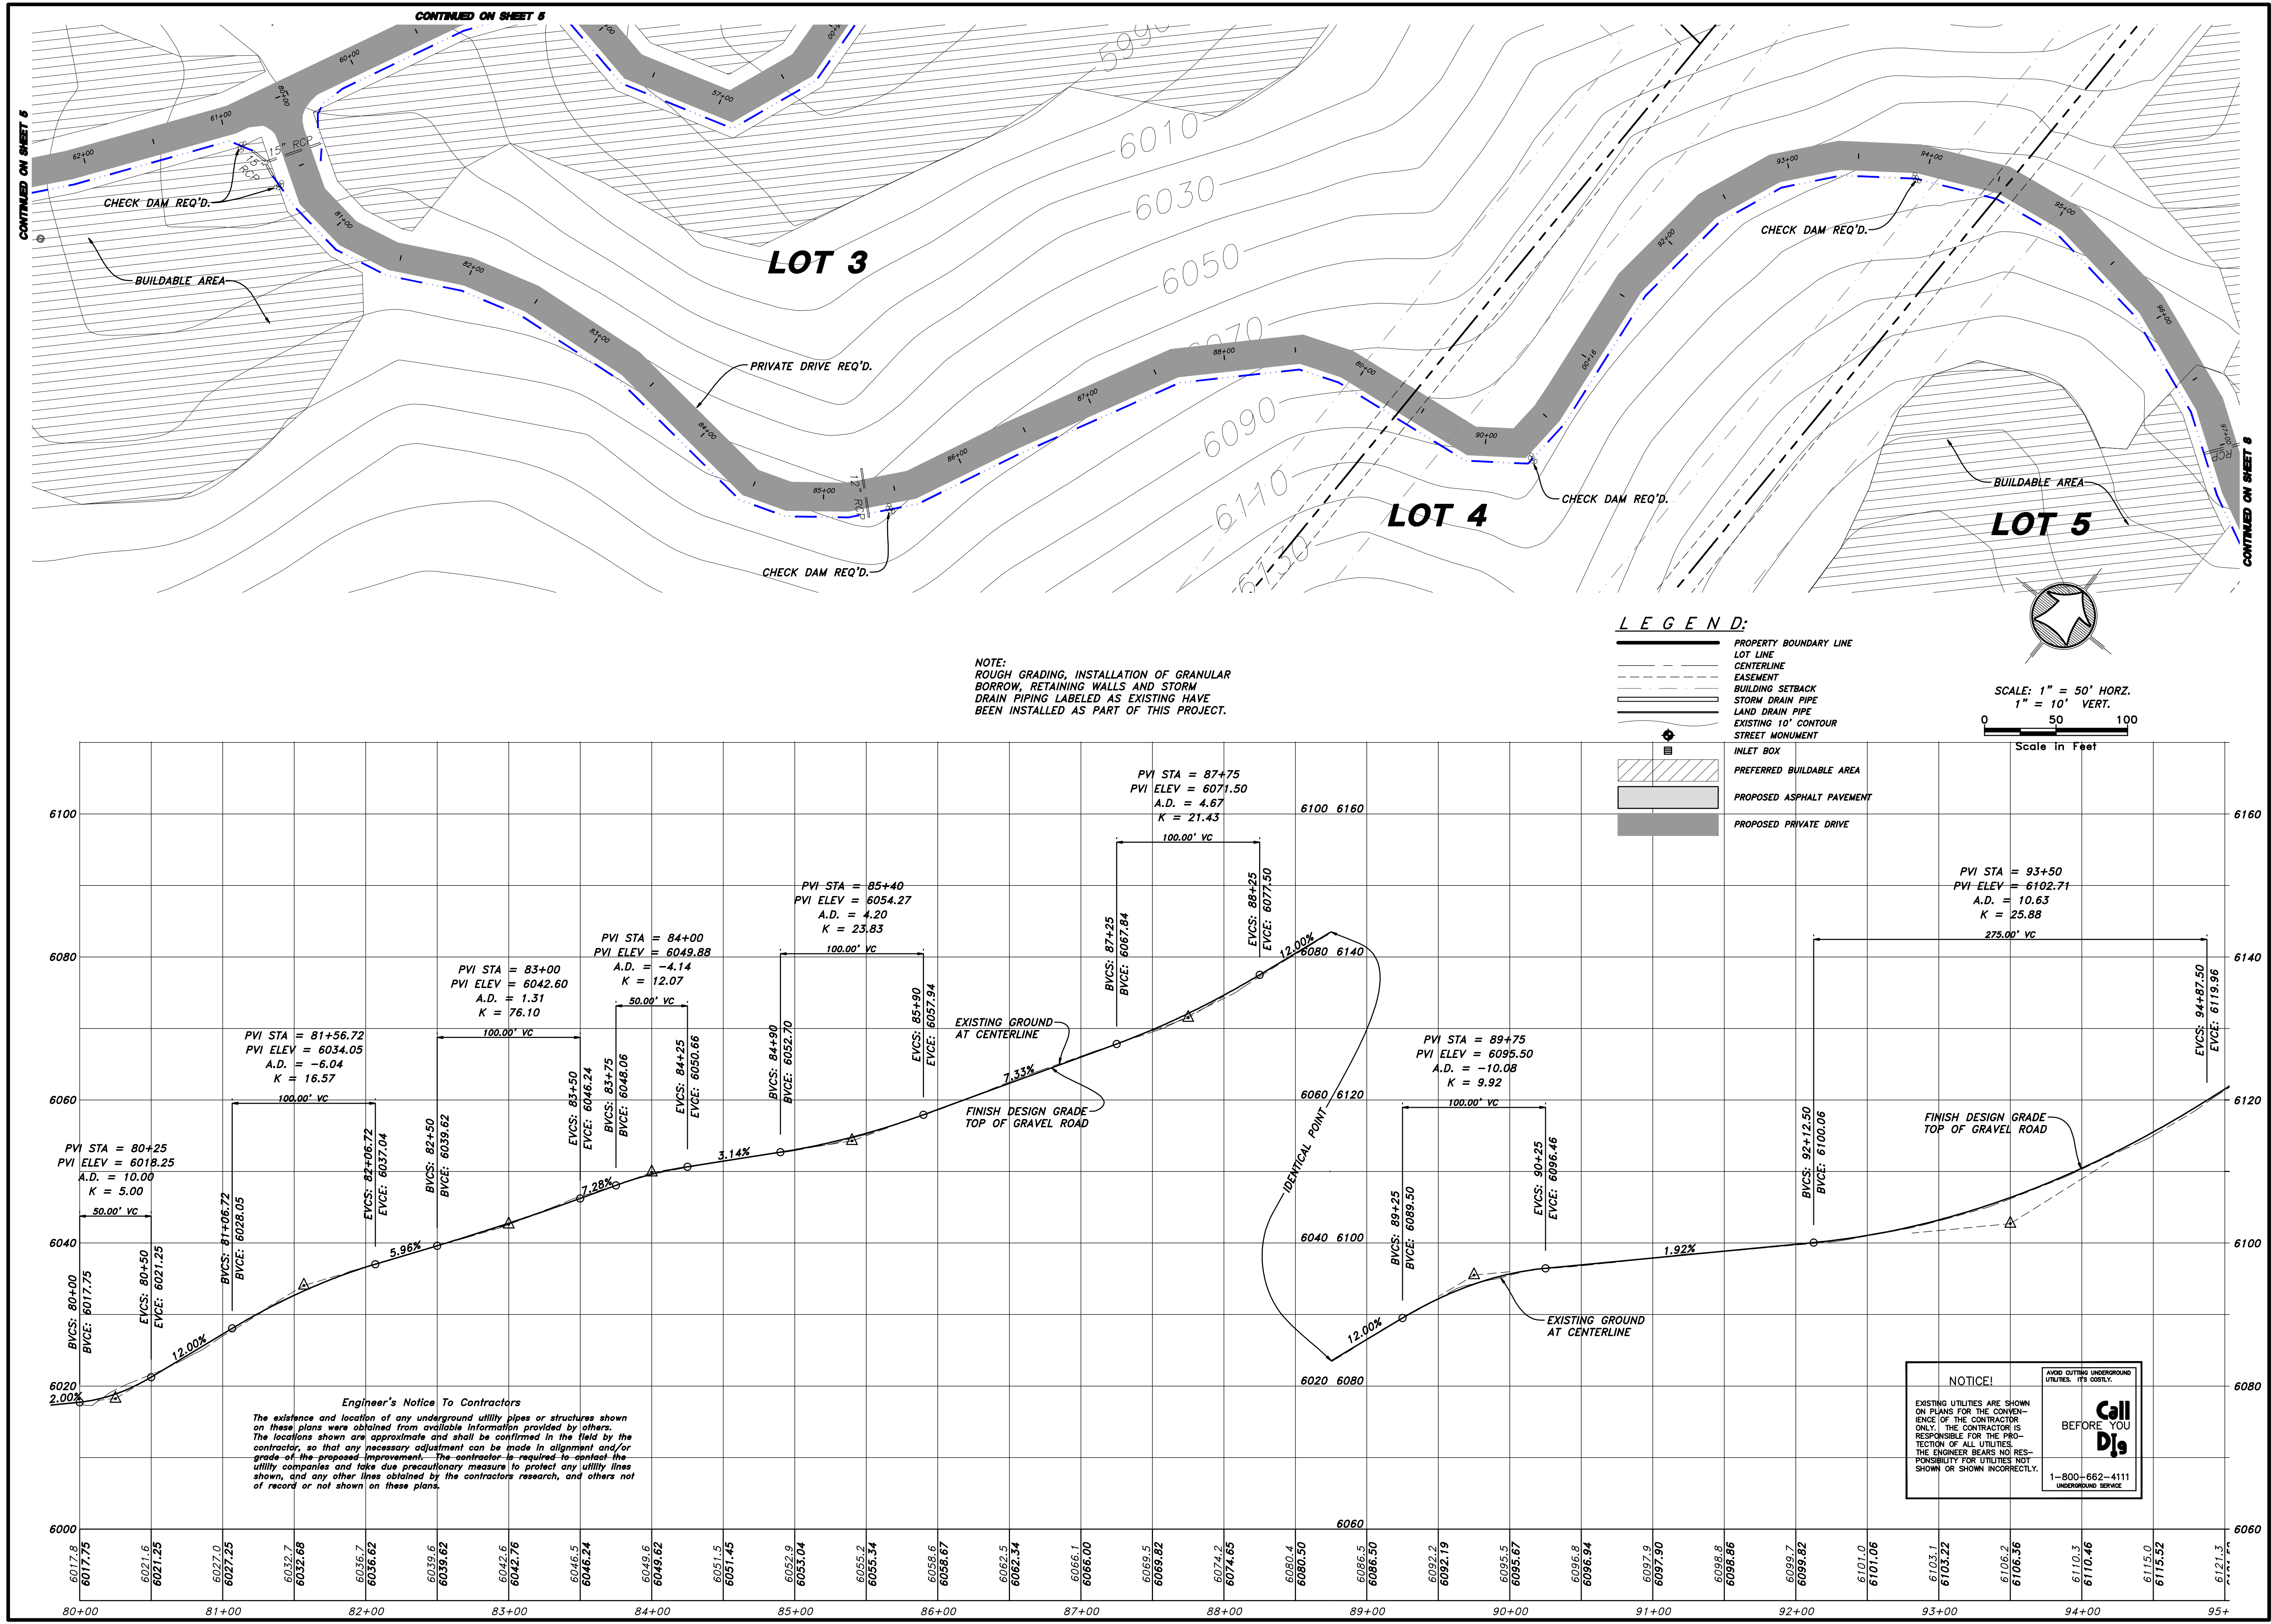 CONTINUED ON SHEET 5
CONTINUED ON SHEET 5
60+00
80+00
61+00
62+00
57+00
15" RCP
15"
RCP
CHECK DAM REQ'D.
BUILDABLE AREA
81+00
82+00
83+00
84+00
85+00
86+00
87+00
88+00
89+00
90+00
91+00
92+00
93+00
94+00
95+00
96+00
97+00
RCP
5990
6010
6030
6050
6070
6090
6110
6130
LOT 3
PRIVATE DRIVE REQ'D.
12" RCP
CHECK DAM REQ'D.
LOT 4
CHECK DAM REQ'D.
CHECK DAM REQ'D.
BUILDABLE AREA
LOT 5
CONTINUED ON SHEET 8
NOTE:
ROUGH GRADING, INSTALLATION OF GRANULAR
BORROW, RETAINING WALLS AND STORM
DRAIN PIPING LABELED AS EXISTING HAVE
BEEN INSTALLED AS PART OF THIS PROJECT.
L E G E N D:
PROPERTY BOUNDARY LINE
LOT LINE
CENTERLINE
EASEMENT
BUILDING SETBACK
STORM DRAIN PIPE
LAND DRAIN PIPE
EXISTING 10' CONTOUR
STREET MONUMENT
INLET BOX
PREFERRED BUILDABLE AREA
PROPOSED ASPHALT PAVEMENT
PROPOSED PRIVATE DRIVE
SCALE: 1" = 50' HORZ.
1" = 10' VERT.
0 50 100
Scale in Feet
6100
6080
6060
6040
6020
6000
PVI STA = 80+25
PVI ELEV = 6018.25
A.D. = 10.00
K = 5.00
50.00' VC
BVCS: 80+00
BVCE: 6017.75
EVCS: 80+50
EVCE: 6021.25
2.00%
12.00%
PVI STA = 81+56.72
PVI ELEV = 6034.05
A.D. = -6.04
K = 16.57
100.00' VC
BVCS: 81+06.72
BVCE: 6028.05
EVCS: 82+06.72
EVCE: 6037.04
5.96%
PVI STA = 83+00
PVI ELEV = 6042.60
A.D. = 1.31
K = 76.10
100.00' VC
BVCS: 82+50
BVCE: 6039.62
EVCS: 83+50
EVCE: 6046.24
7.28%
PVI STA = 84+00
PVI ELEV = 6049.88
A.D. = -4.14
K = 12.07
50.00' VC
BVCS: 83+75
BVCE: 6048.06
EVCS: 84+25
EVCE: 6050.66
3.14%
PVI STA = 85+40
PVI ELEV = 6054.27
A.D. = 4.20
K = 23.83
100.00' VC
BVCS: 84+90
BVCE: 6052.70
EVCS: 85+90
EVCE: 6057.94
7.33%
EXISTING GROUND
AT CENTERLINE
FINISH DESIGN GRADE
TOP OF GRAVEL ROAD
PVI STA = 87+75
PVI ELEV = 6071.50
A.D. = 4.67
K = 21.43
100.00' VC
BVCS: 87+25
BVCE: 6067.84
EVCS: 88+25
EVCE: 6077.50
12.00%
6100 6160
6080 6140
6060 6120
6040 6100
6020 6080
6060
IDENTICAL POINT
12.00%
PVI STA = 89+75
PVI ELEV = 6095.50
A.D. = -10.08
K = 9.92
100.00' VC
BVCS: 89+25
BVCE: 6089.50
EVCS: 90+25
EVCE: 6096.46
EXISTING GROUND
AT CENTERLINE
1.92%
PVI STA = 93+50
PVI ELEV = 6102.71
A.D. = 10.63
K = 25.88
275.00' VC
BVCS: 92+12.50
BVCE: 6100.06
EVCS: 94+87.50
EVCE: 6119.96
FINISH DESIGN GRADE
TOP OF GRAVEL ROAD
6160
6140
6120
6100
6080
6060
Engineer's Notice To Contractors
The existence and location of any underground utility pipes or structures shown
on these plans were obtained from available information provided by others.
The locations shown are approximate and shall be confirmed in the field by the
contractor, so that any necessary adjustment can be made in alignment and/or
grade of the proposed improvement. The contractor is required to contact the
utility companies and take due precautionary measure to protect any utility lines
shown, and any other lines obtained by the contractors research, and others not
of record or not shown on these plans.
NOTICE!
EXISTING UTILITIES ARE SHOWN
ON PLANS FOR THE CONVEN-
IENCE OF THE CONTRACTOR
ONLY. THE CONTRACTOR IS
RESPONSIBLE FOR THE PRO-
TECTION OF ALL UTILITIES.
THE ENGINEER BEARS NO RES-
PONSIBILITY FOR UTILITIES NOT
SHOWN OR SHOWN INCORRECTLY.
AVOID CUTTING UNDERGROUND
UTILITIES. IT'S COSTLY.
Call
BEFORE YOU
Dig
1-800-662-4111
UNDERGROUND SERVICE
6017.8 6017.75
6021.6 6021.25
6027.0 6027.25
6032.7 6032.68
6036.7 6036.62
6039.6 6039.62
6042.6 6042.76
6046.5 6046.24
6049.6 6049.62
6051.5 6051.45
6052.9 6053.04
6055.2 6055.34
6058.6 6058.67
6062.5 6062.34
6066.1 6066.00
6069.5 6069.82
6074.2 6074.65
6080.4 6080.50
6086.5 6086.50
6092.2 6092.19
6095.5 6095.67
6096.8 6096.94
6097.9 6097.90
6098.8 6098.86
6099.7 6099.82
6101.0 6101.06
6103.1 6103.22
6106.2 6106.36
6110.3 6110.46
6115.0 6115.52
6121.3
80+00 81+00 82+00 83+00 84+00 85+00 86+00 87+00 88+00 89+00 90+00 91+00 92+00 93+00 94+00 95+